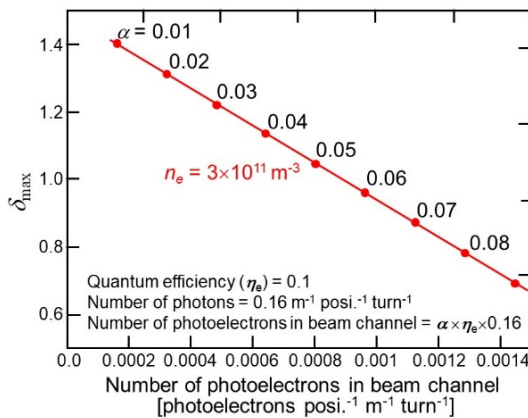 1.4
1.2
1.0
0.8
0.6
δmax
α = 0.01
0.02
0.03
0.04
0.05
0.06
0.07
0.08
nₑ = 3×10¹¹ m⁻³
Quantum efficiency (ηₑ) = 0.1
Number of photons = 0.16 m⁻¹ posi.⁻¹ turn⁻¹
Number of photoelectrons in beam channel = α×ηₑ×0.16
0.0 0.0002 0.0004 0.0006 0.0008 0.001 0.0012 0.0014
Number of photoelectrons in beam channel
[photoelectrons posi.⁻¹ m⁻¹ turn⁻¹]